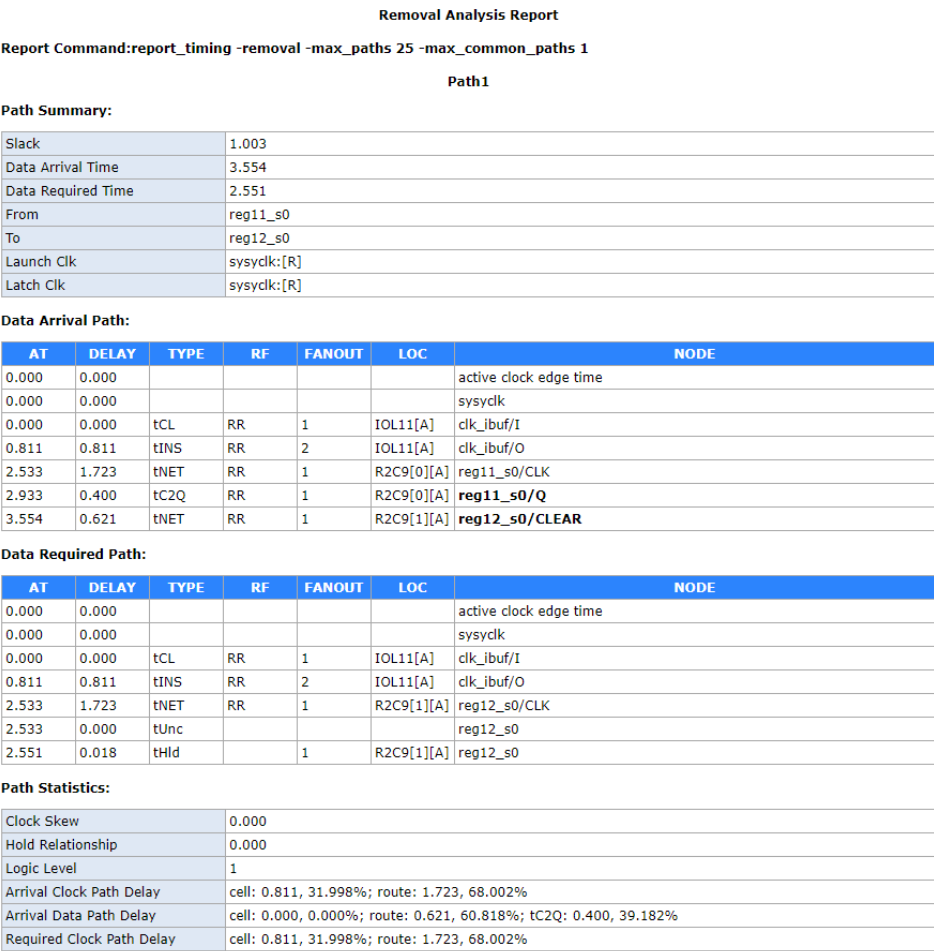 Removal Analysis Report
Report Command:report_timing -removal -max_paths 25 -max_common_paths 1
Path1
Path Summary:
Slack 1.003
Data Arrival Time 3.554
Data Required Time 2.551
From reg11_s0
To reg12_s0
Launch Clk sysyclk:[R]
Latch Clk sysyclk:[R]
Data Arrival Path:
AT DELAY TYPE RF FANOUT LOC NODE
0.000 0.000 active clock edge time
0.000 0.000 sysyclk
0.000 0.000 tCL RR 1 IOL11[A] clk_ibuf/I
0.811 0.811 tINS RR 2 IOL11[A] clk_ibuf/O
2.533 1.723 tNET RR 1 R2C9[0][A] reg11_s0/CLK
2.933 0.400 tC2Q RR 1 R2C9[0][A] reg11_s0/Q
3.554 0.621 tNET RR 1 R2C9[1][A] reg12_s0/CLEAR
Data Required Path:
AT DELAY TYPE RF FANOUT LOC NODE
0.000 0.000 active clock edge time
0.000 0.000 sysyclk
0.000 0.000 tCL RR 1 IOL11[A] clk_ibuf/I
0.811 0.811 tINS RR 2 IOL11[A] clk_ibuf/O
2.533 1.723 tNET RR 1 R2C9[1][A] reg12_s0/CLK
2.533 0.000 tUnc reg12_s0
2.551 0.018 tHld 1 R2C9[1][A] reg12_s0
Path Statistics:
Clock Skew 0.000
Hold Relationship 0.000
Logic Level 1
Arrival Clock Path Delay cell: 0.811, 31.998%; route: 1.723, 68.002%
Arrival Data Path Delay cell: 0.000, 0.000%; route: 0.621, 60.818%; tC2Q: 0.400, 39.182%
Required Clock Path Delay cell: 0.811, 31.998%; route: 1.723, 68.002%